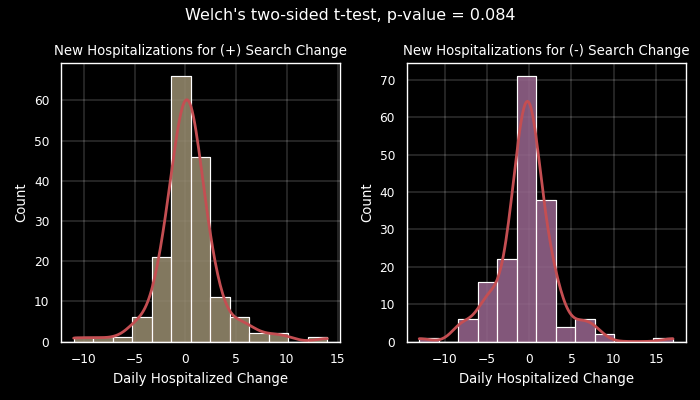 Welch's two-sided t-test, p-value = 0.084
New Hospitalizations for (+) Search Change
Count
60
50
40
30
20
10
0
−10 −5 0 5 10 15
Daily Hospitalized Change
New Hospitalizations for (-) Search Change
Count
70
60
50
40
30
20
10
0
−10 −5 0 5 10 15
Daily Hospitalized Change